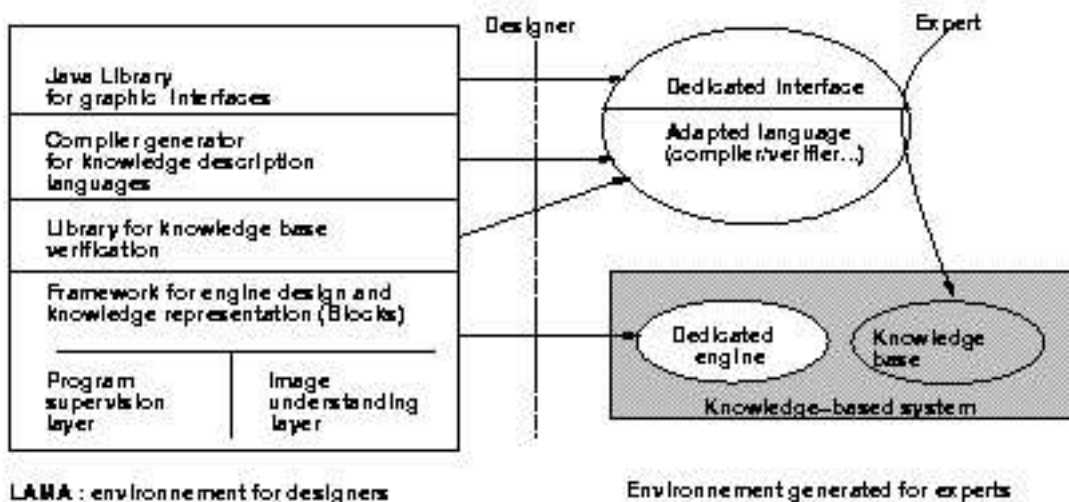 Designer
Expert
Java Library
for graphic Interfaces
Compiler generator
for knowledge description
languages
Library for knowledge base
verification
Framework for engine design and
knowledge representation (Blocks)
Program
supervision
layer
Image
understanding
layer
Dedicated Interface
Adapted language
(compiler/verifier...)
Dedicated
engine
Knowledge
base
Knowledge-based system
LAMA : environnement for designers
Environnement generated for experts